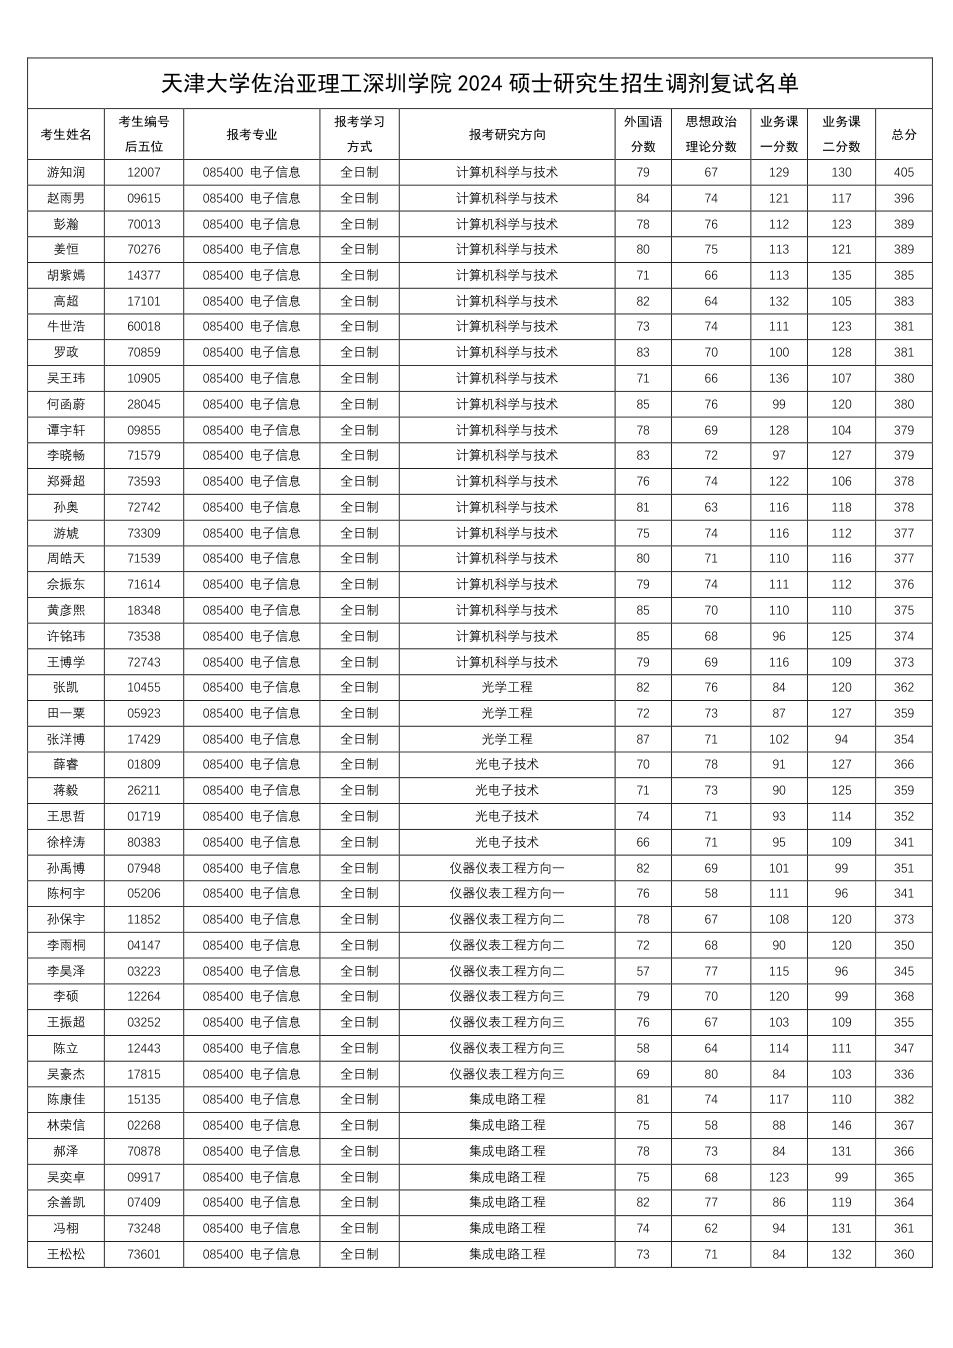 天津大学佐治亚理工深圳学院 2024 硕士研究生招生调剂复试名单
考生姓名 考生编号后五位 报考专业 报考学习方式 报考研究方向 外国语分数 思想政治理论分数 业务课一分数 业务课二分数 总分
游知润 12007 085400 电子信息 全日制 计算机科学与技术 79 67 129 130 405
赵雨男 09615 085400 电子信息 全日制 计算机科学与技术 84 74 121 117 396
彭瀚 70013 085400 电子信息 全日制 计算机科学与技术 78 76 112 123 389
姜恒 70276 085400 电子信息 全日制 计算机科学与技术 80 75 113 121 389
胡紫嫣 14377 085400 电子信息 全日制 计算机科学与技术 71 66 113 135 385
高超 17101 085400 电子信息 全日制 计算机科学与技术 82 64 132 105 383
牛世浩 60018 085400 电子信息 全日制 计算机科学与技术 73 74 111 123 381
罗政 70859 085400 电子信息 全日制 计算机科学与技术 83 70 100 128 381
吴王玮 10905 085400 电子信息 全日制 计算机科学与技术 71 66 136 107 380
何函蔚 28045 085400 电子信息 全日制 计算机科学与技术 85 76 99 120 380
谭宇轩 09855 085400 电子信息 全日制 计算机科学与技术 78 69 128 104 379
李晓畅 71579 085400 电子信息 全日制 计算机科学与技术 83 72 97 127 379
郑舜超 73593 085400 电子信息 全日制 计算机科学与技术 76 74 122 106 378
孙奥 72742 085400 电子信息 全日制 计算机科学与技术 81 63 116 118 378
游虓 73309 085400 电子信息 全日制 计算机科学与技术 75 74 116 112 377
周皓天 71539 085400 电子信息 全日制 计算机科学与技术 80 71 110 116 377
佘振东 71614 085400 电子信息 全日制 计算机科学与技术 79 74 111 112 376
黄彦熙 18348 085400 电子信息 全日制 计算机科学与技术 85 70 110 110 375
许铭玮 73538 085400 电子信息 全日制 计算机科学与技术 85 68 96 125 374
王博学 72743 085400 电子信息 全日制 计算机科学与技术 79 69 116 109 373
张凯 10455 085400 电子信息 全日制 光学工程 82 76 84 120 362
田一粟 05923 085400 电子信息 全日制 光学工程 72 73 87 127 359
张洋博 17429 085400 电子信息 全日制 光学工程 87 71 102 94 354
薛睿 01809 085400 电子信息 全日制 光电子技术 70 78 91 127 366
蒋毅 26211 085400 电子信息 全日制 光电子技术 71 73 90 125 359
王思哲 01719 085400 电子信息 全日制 光电子技术 74 71 93 114 352
徐梓涛 80383 085400 电子信息 全日制 光电子技术 66 71 95 109 341
孙禹博 07948 085400 电子信息 全日制 仪器仪表工程方向一 82 69 101 99 351
陈柯宇 05206 085400 电子信息 全日制 仪器仪表工程方向一 76 58 111 96 341
孙保宇 11852 085400 电子信息 全日制 仪器仪表工程方向二 78 67 108 120 373
李雨桐 04147 085400 电子信息 全日制 仪器仪表工程方向二 72 68 90 120 350
李昊泽 03223 085400 电子信息 全日制 仪器仪表工程方向二 57 77 115 96 345
李硕 12264 085400 电子信息 全日制 仪器仪表工程方向三 79 70 120 99 368
王振超 03252 085400 电子信息 全日制 仪器仪表工程方向三 76 67 103 109 355
陈立 12443 085400 电子信息 全日制 仪器仪表工程方向三 58 64 114 111 347
吴豪杰 17815 085400 电子信息 全日制 仪器仪表工程方向三 69 80 84 103 336
陈康佳 15135 085400 电子信息 全日制 集成电路工程 81 74 117 110 382
林荣信 02268 085400 电子信息 全日制 集成电路工程 75 58 88 146 367
郝泽 70878 085400 电子信息 全日制 集成电路工程 78 73 84 131 366
吴奕卓 09917 085400 电子信息 全日制 集成电路工程 75 68 123 99 365
余善凯 07409 085400 电子信息 全日制 集成电路工程 82 77 86 119 364
冯栩 73248 085400 电子信息 全日制 集成电路工程 74 62 94 131 361
王松松 73601 085400 电子信息 全日制 集成电路工程 73 71 84 132 360